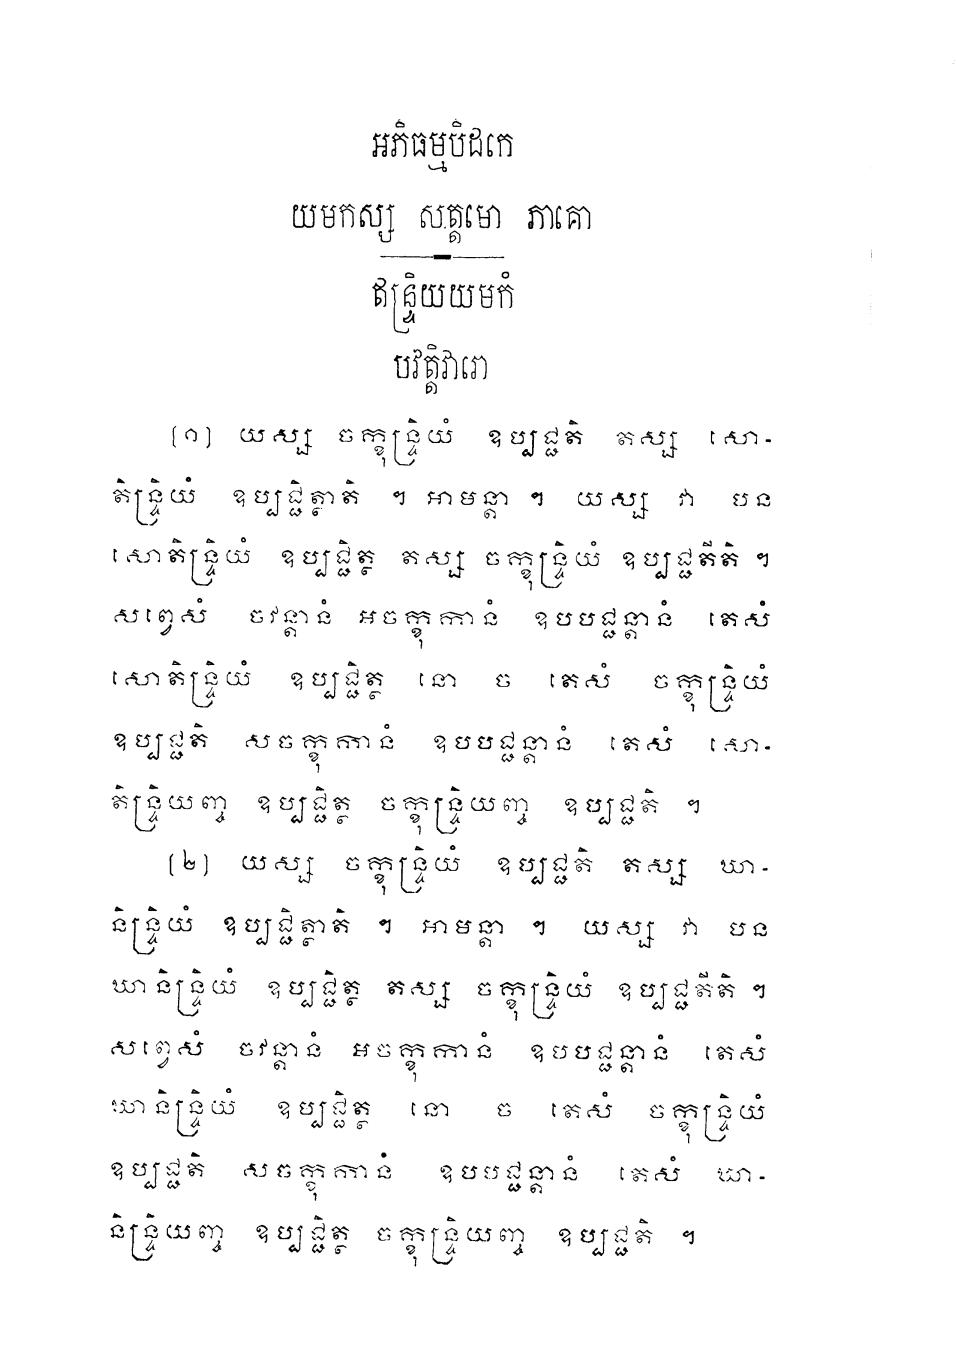 អភិធម្មបិដកេ
យមកស្ស សត្តមោ ភាគោ
ឥន្ទ្រិយយមកំ
បវត្តិវារោ
(១) យស្ស ចក្ខុន្ទ្រិយំ ឧប្បជ្ជតិ តស្ស សោ-
តិន្ទ្រិយំ ឧប្បជ្ជិត្ថាតិ ។ អាមន្តា ។ យស្ស វា បន
សោតិន្ទ្រិយំ ឧប្បជ្ជិត្ថ តស្ស ចក្ខុន្ទ្រិយំ ឧប្បជ្ជតីតិ ។
សព្វេសំ ចវន្តានំ អចក្ខុកានំ ឧបបជ្ជន្តានំ តេសំ
សោតិន្ទ្រិយំ ឧប្បជ្ជិត្ថ នោ ច តេសំ ចក្ខុន្ទ្រិយំ
ឧប្បជ្ជតិ សចក្ខុកានំ ឧបបជ្ជន្តានំ តេសំ សោ-
តិន្ទ្រិយញ្ច ឧប្បជ្ជិត្ថ ចក្ខុន្ទ្រិយញ្ច ឧប្បជ្ជតិ ។
(២) យស្ស ចក្ខុន្ទ្រិយំ ឧប្បជ្ជតិ តស្ស ឃា-
និន្ទ្រិយំ ឧប្បជ្ជិត្ថាតិ ។ អាមន្តា ។ យស្ស វា បន
ឃានិន្ទ្រិយំ ឧប្បជ្ជិត្ថ តស្ស ចក្ខុន្ទ្រិយំ ឧប្បជ្ជតីតិ ។
សព្វេសំ ចវន្តានំ អចក្ខុកានំ ឧបបជ្ជន្តានំ តេសំ
ឃានិន្ទ្រិយំ ឧប្បជ្ជិត្ថ នោ ច តេសំ ចក្ខុន្ទ្រិយំ
ឧប្បជ្ជតិ សចក្ខុកានំ ឧបបជ្ជន្តានំ តេសំ ឃា-
និន្ទ្រិយញ្ច ឧប្បជ្ជិត្ថ ចក្ខុន្ទ្រិយញ្ច ឧប្បជ្ជតិ ។